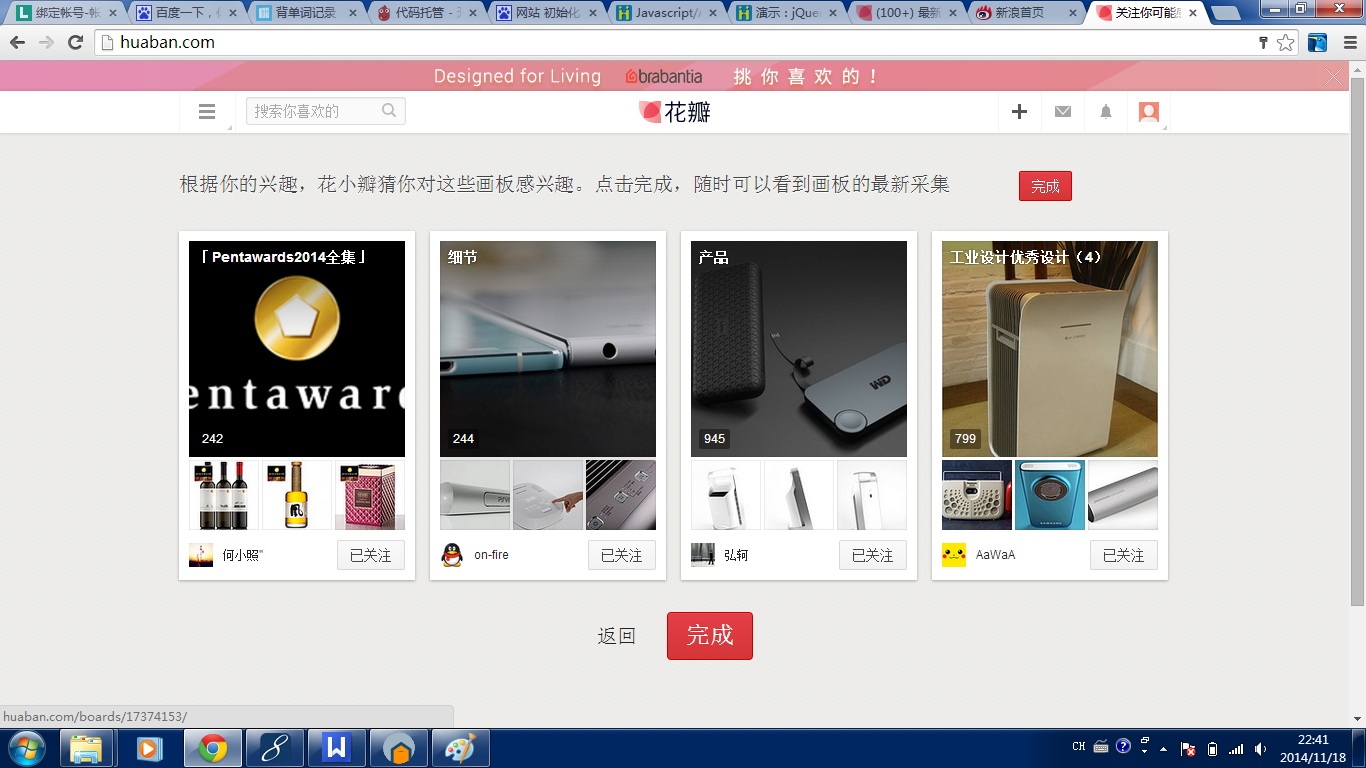 绑定帐号-帐
百度一下，你
背单词记录
代码托管 - 开
网站 初始化
Javascript/A
演示：jQuer
(100+) 最新
新浪首页
关注你可能感
huaban.com
Designed for Living brabantia 挑你喜欢的！
搜索你喜欢的
花瓣
根据你的兴趣，花小瓣猜你对这些画板感兴趣。点击完成，随时可以看到画板的最新采集
完成
「Pentawards2014全集」
entaward
242
何小照"
已关注
细节
244
on-fire
已关注
产品
WD
945
弘轲
已关注
工业设计优秀设计（4）
799
AaWaA
已关注
返回
完成
huaban.com/boards/17374153/
CH
22:41
2014/11/18